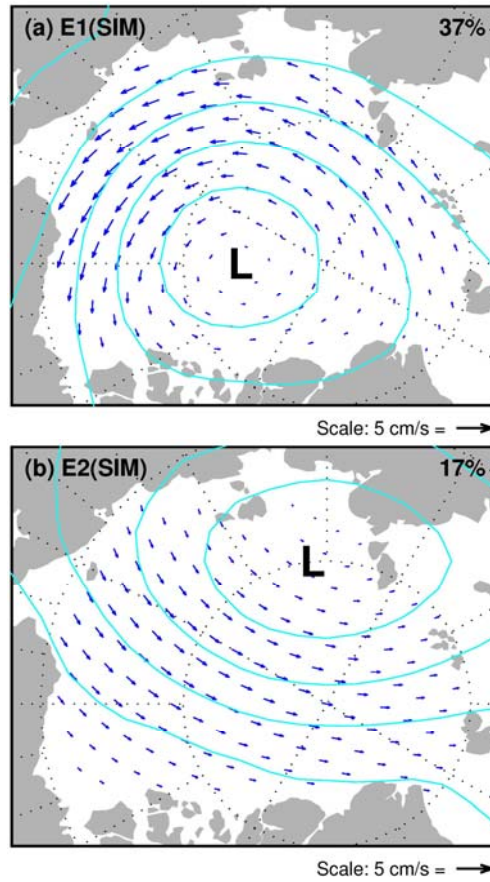 (a) E1(SIM) 37%
L
Scale: 5 cm/s =
(b) E2(SIM) 17%
L
Scale: 5 cm/s =